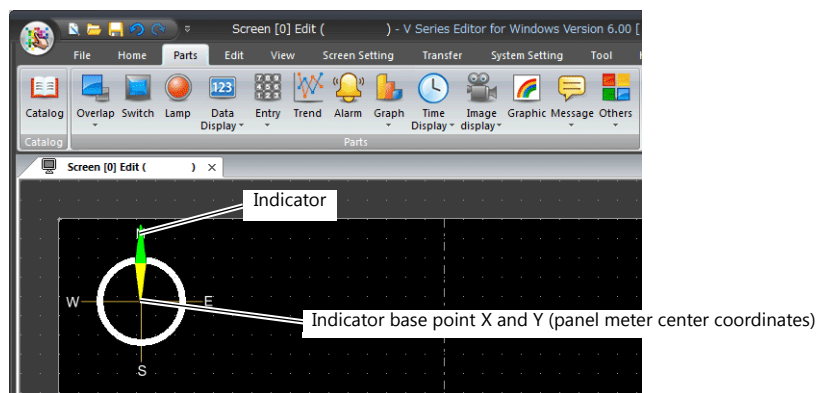 Screen [0] Edit ( ) - V Series Editor for Windows Version 6.00 [
File Home Parts Edit View Screen Setting Transfer System Setting Tool
Catalog Overlap Switch Lamp Data Display Entry Trend Alarm Graph Time Display Image display Graphic Message Others
Catalog Parts
Screen [0] Edit ( ) ×
Indicator
N
W E
Indicator base point X and Y (panel meter center coordinates)
S